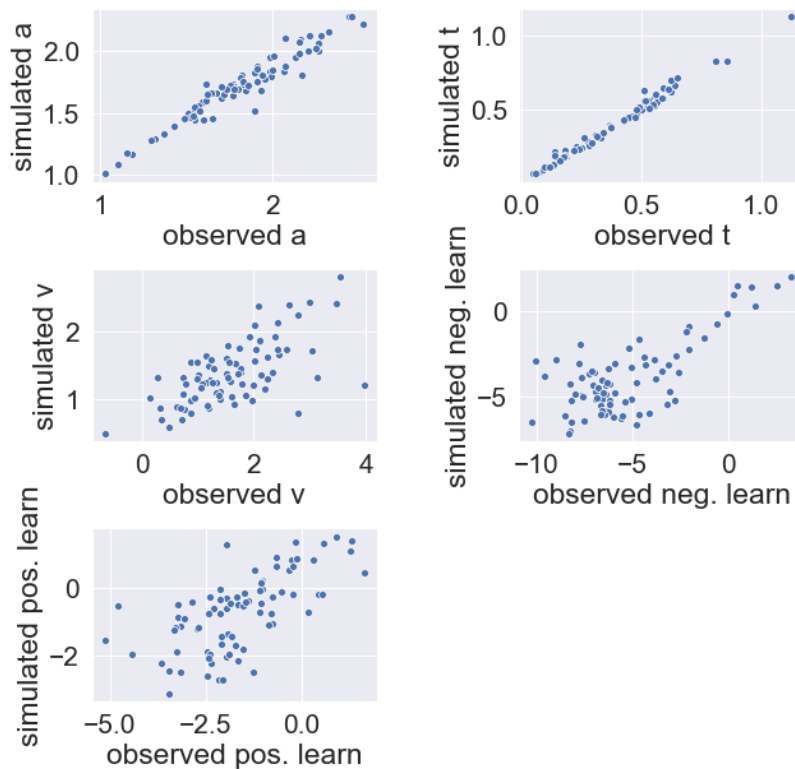 simulated a
2.0
1.5
1.0
1
2
observed a
simulated t
1.0
0.5
0.0
0.5
1.0
observed t
simulated v
2
1
0
2
4
observed v
simulated neg. learn
0
−5
−10
−5
0
observed neg. learn
simulated pos. learn
0
−2
−5.0
−2.5
0.0
observed pos. learn